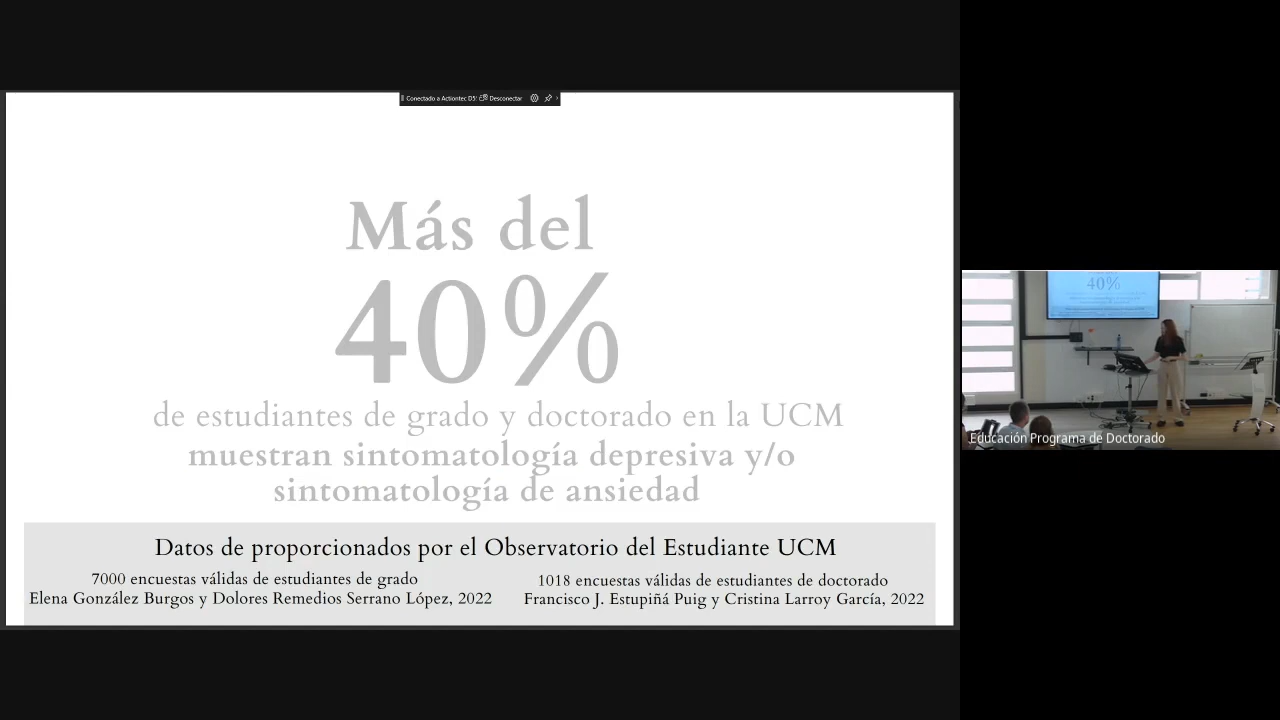 Conectado a Actiontec DS: Desconectar
Más del
40%
de estudiantes de grado y doctorado en la UCM
muestran sintomatología depresiva y/o
sintomatología de ansiedad
Datos de proporcionados por el Observatorio del Estudiante UCM
7000 encuestas válidas de estudiantes de grado
Elena González Burgos y Dolores Remedios Serrano López, 2022
1018 encuestas válidas de estudiantes de doctorado
Francisco J. Estupiñá Puig y Cristina Larroy García, 2022
40%
Educación Programa de Doctorado